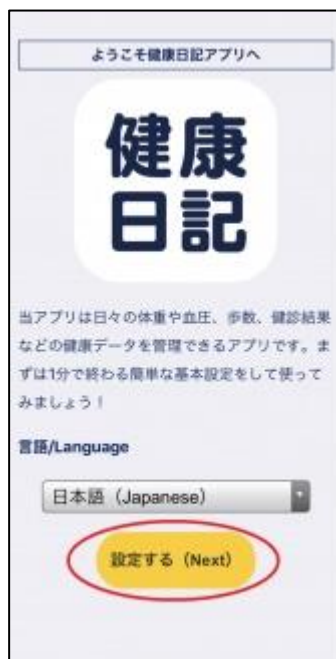 ようこそ健康日記アプリへ
健康
日記
当アプリは日々の体重や血圧、歩数、健診結果
などの健康データを管理できるアプリです。ま
ずは1分で終わる簡単な基本設定をして使って
みましょう！
言語/Language
日本語（Japanese）
設定する（Next）